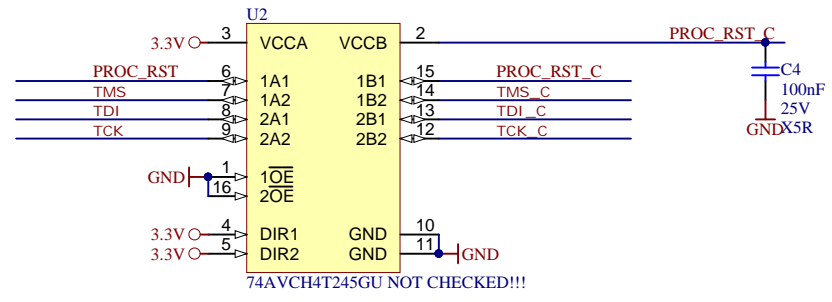 U2
3.3V 3 VCCA VCCB 2 PROC_RST_C
PROC_RST 6 1A1 1B1 15 PROC_RST_C
TMS 7 1A2 1B2 14 TMS_C
TDI 8 2A1 2B1 13 TDI_C
TCK 9 2A2 2B2 12 TCK_C
C4
100nF
25V
X5R
GND
GND 1 1OE
16 2OE
3.3V 4 DIR1 GND 10
3.3V 5 DIR2 GND 11 GND
74AVCH4T245GU NOT CHECKED!!!